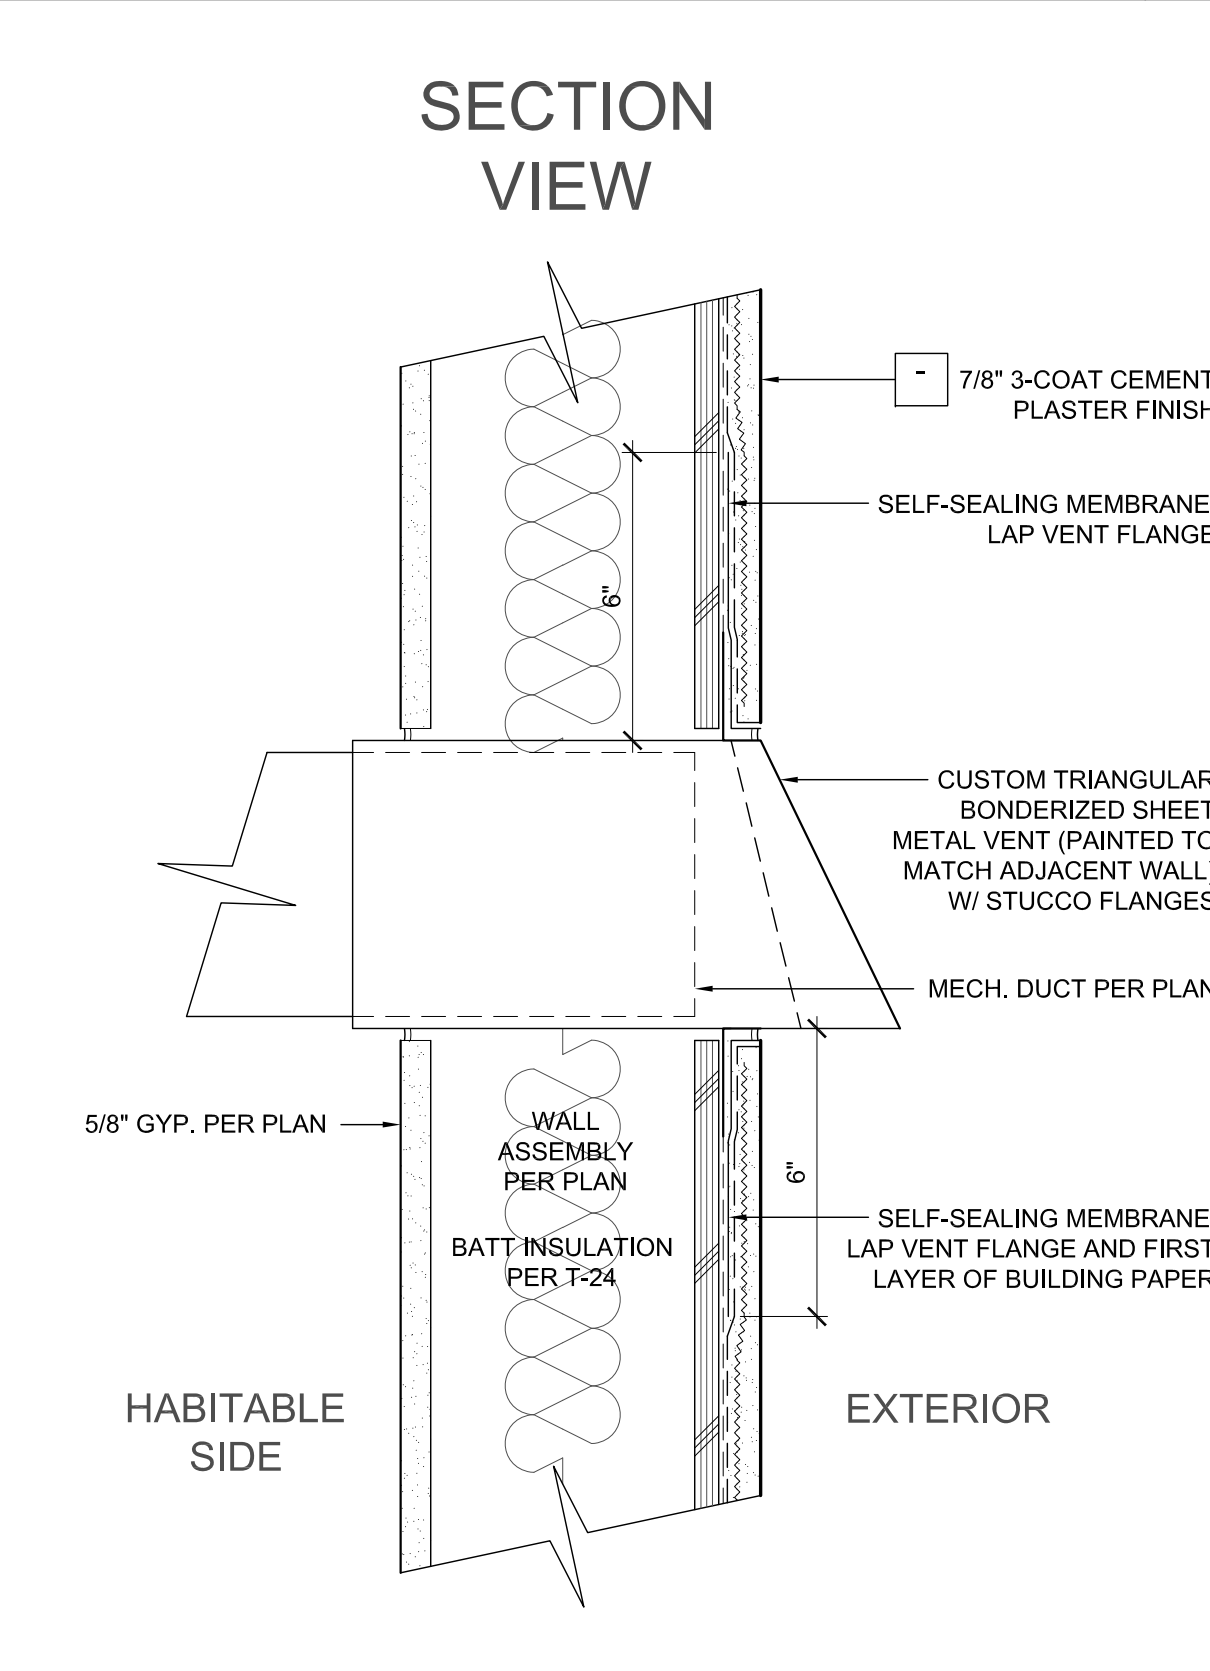 SECTION
VIEW
-
7/8" 3-COAT CEMENT
PLASTER FINISH
SELF-SEALING MEMBRANE
LAP VENT FLANGE
6"
CUSTOM TRIANGULAR
BONDERIZED SHEET
METAL VENT (PAINTED TO
MATCH ADJACENT WALL)
W/ STUCCO FLANGES
MECH. DUCT PER PLAN
5/8" GYP. PER PLAN
WALL
ASSEMBLY
PER PLAN
6"
BATT INSULATION
PER T-24
SELF-SEALING MEMBRANE
LAP VENT FLANGE AND FIRST
LAYER OF BUILDING PAPER
HABITABLE
SIDE
EXTERIOR